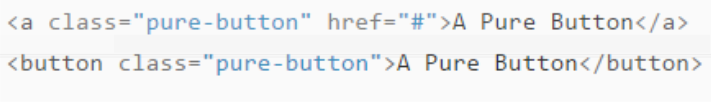 <a class="pure-button" href="#">A Pure Button</a>
<button class="pure-button">A Pure Button</button>